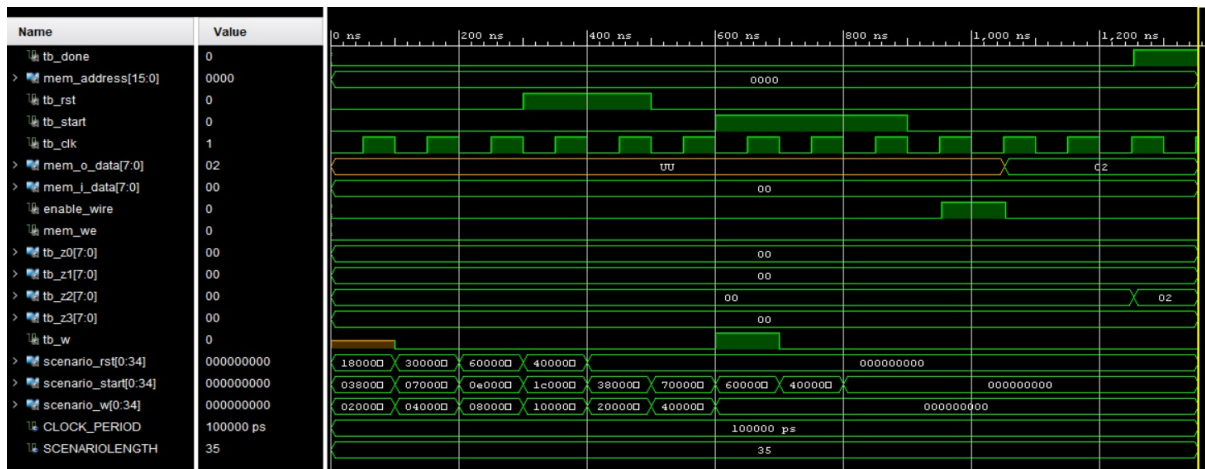 Name Value 0 ns 200 ns 400 ns 600 ns 800 ns 1,000 ns 1,200 ns
tb_done 0
mem_address[15:0] 0000 0000
tb_rst 0
tb_start 0
tb_clk 1
mem_o_data[7:0] 02 UU 02
mem_i_data[7:0] 00 00
enable_wire 0
mem_we 0
tb_z0[7:0] 00 00
tb_z1[7:0] 00 00
tb_z2[7:0] 00 00 02
tb_z3[7:0] 00 00
tb_w 0
scenario_rst[0:34] 000000000 18000□ 30000□ 60000□ 40000□ 000000000
scenario_start[0:34] 000000000 03800□ 07000□ 0e000□ 1c000□ 38000□ 70000□ 60000□ 40000□ 000000000
scenario_w[0:34] 000000000 02000□ 04000□ 08000□ 10000□ 20000□ 40000□ 000000000
CLOCK_PERIOD 100000 ps 100000 ps
SCENARIOLENGTH 35 35